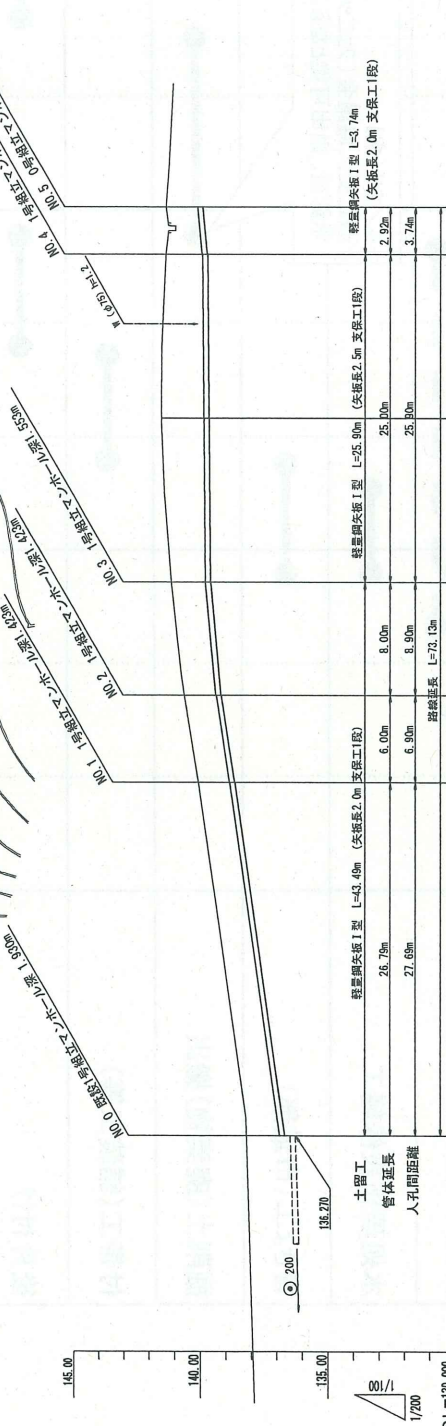 NO.0 既設1号組立マンホール深 1.930m
NO.1 1号組立マンホール深1.423m
NO.2 1号組立マンホール深1.423m
NO.3 1号組立マンホール深1.553m
NO.4 1号組立マンホ
NO.5 0号組立マン
W (φ75) h=1.2
145.00
140.00
135.00
200
136.270
1/100
1/200
土留工
軽量鋼矢板Ⅰ型 L=43.49m (矢板長2.0m 支保工1段)
軽量鋼矢板Ⅰ型 L=25.90m (矢板長2.5m 支保工1段)
軽量鋼矢板Ⅰ型 L=3.74m
(矢板長2.0m 支保工1段)
管体延長
26.79m
6.00m
8.00m
25.00m
2.92m
人孔間距離
27.69m
6.90m
8.90m
25.90m
3.74m
路線延長 L=73.13m